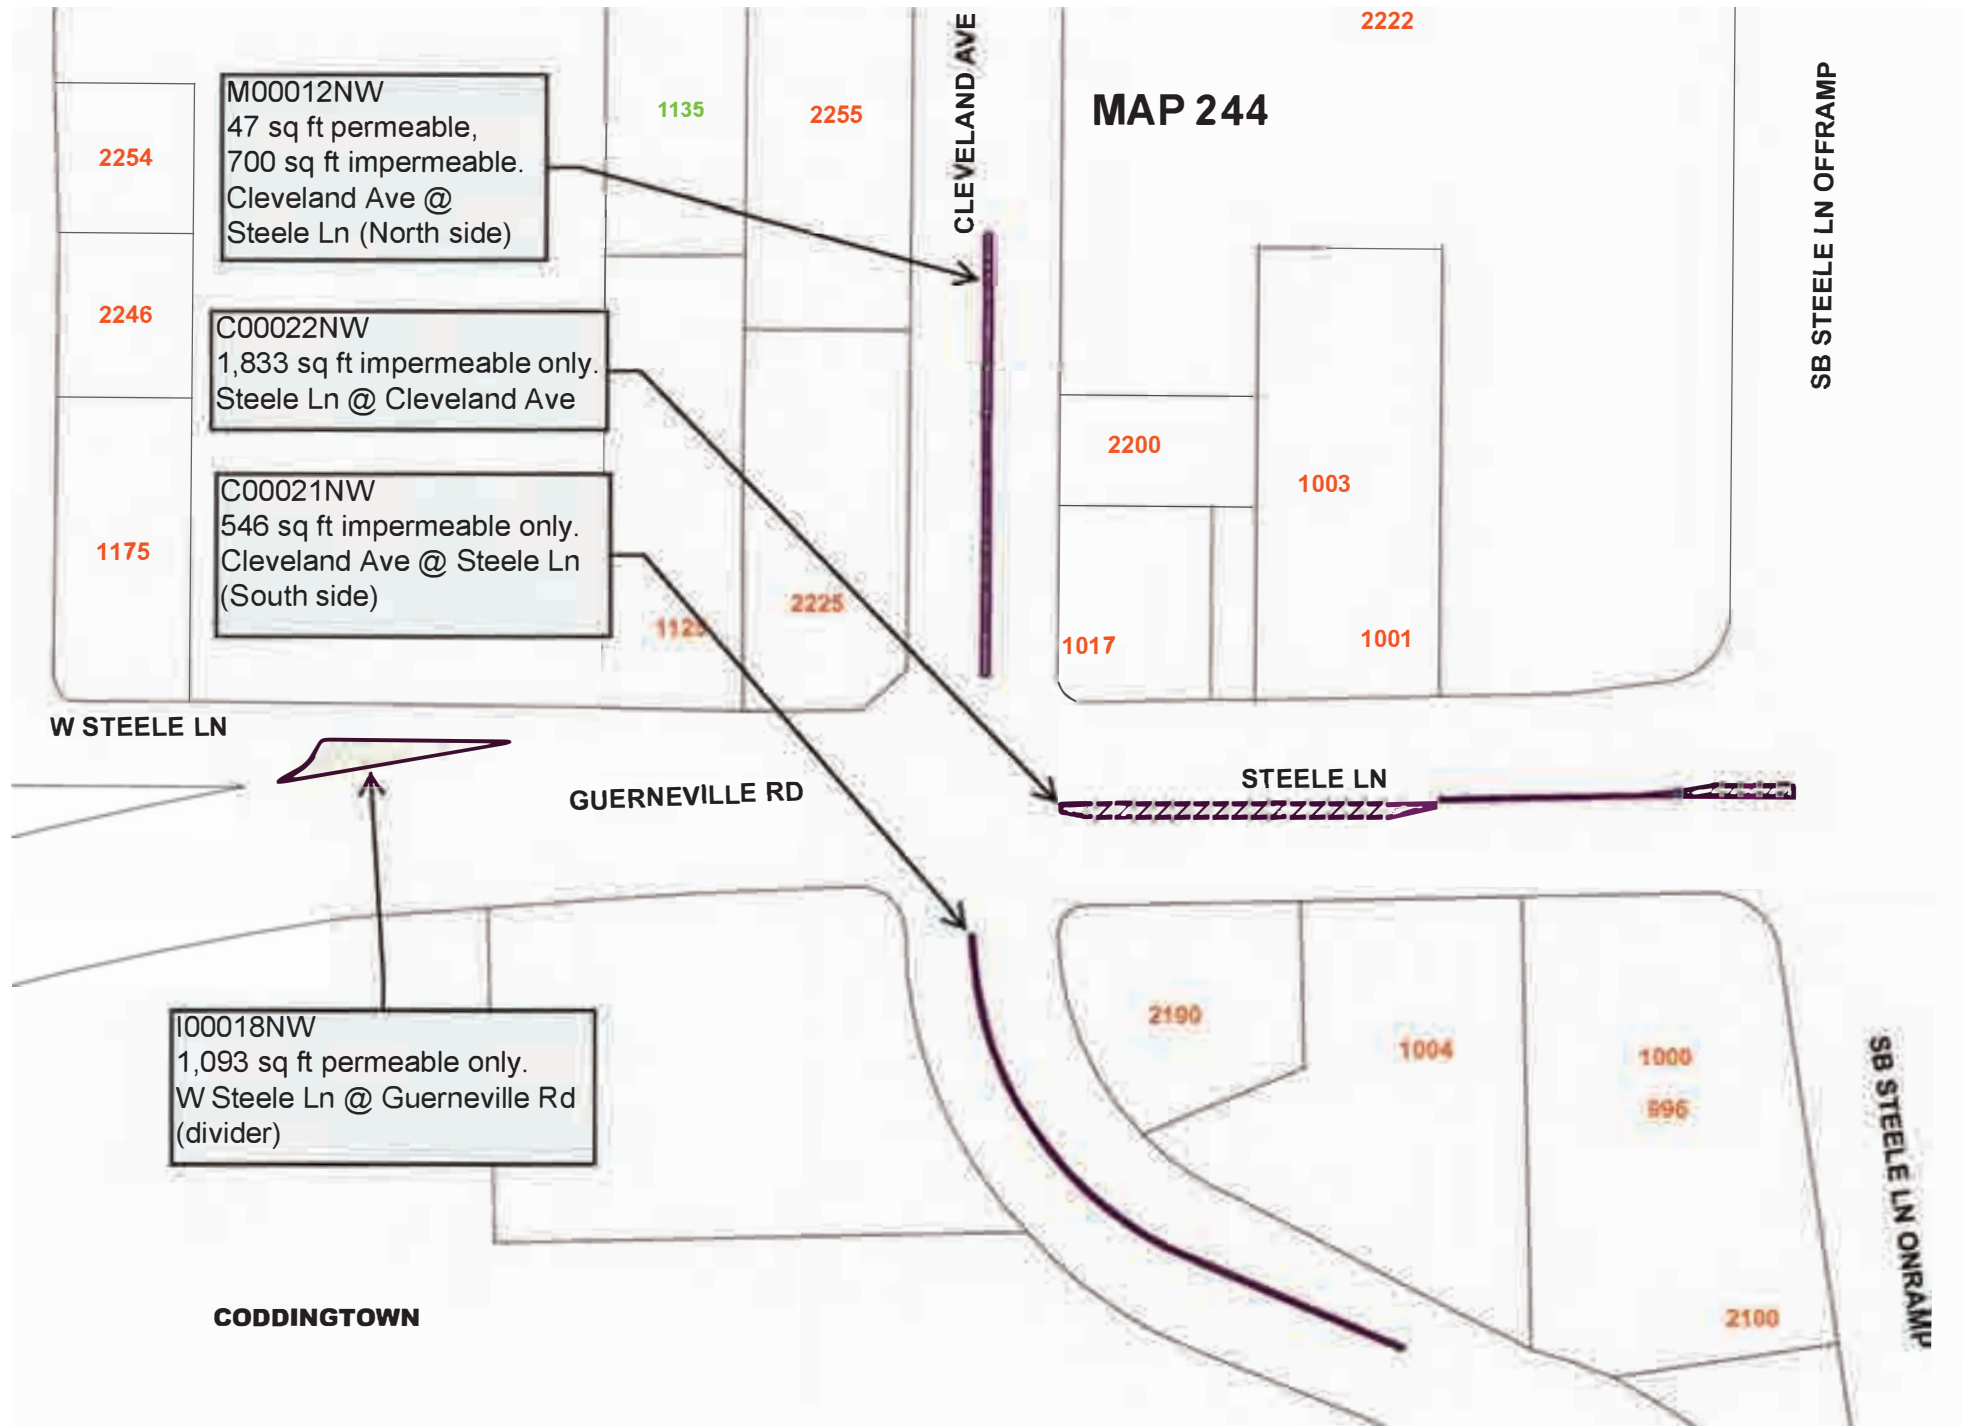 2222
CLEVELAND AVE
MAP 244
SB STEELE LN OFFRAMP
M00012NW
47 sq ft permeable,
700 sq ft impermeable.
Cleveland Ave @
Steele Ln (North side)
1135
2255
2254
2246
C00022NW
1,833 sq ft impermeable only.
Steele Ln @ Cleveland Ave
2200
1003
C00021NW
546 sq ft impermeable only.
Cleveland Ave @ Steele Ln
(South side)
1175
2225
1017
1001
W STEELE LN
GUERNEVILLE RD
STEELE LN
I00018NW
1,093 sq ft permeable only.
W Steele Ln @ Guerneville Rd
(divider)
2190
1004
1000
996
SB STEELE LN ONRAMP
CODDINGTOWN
2100